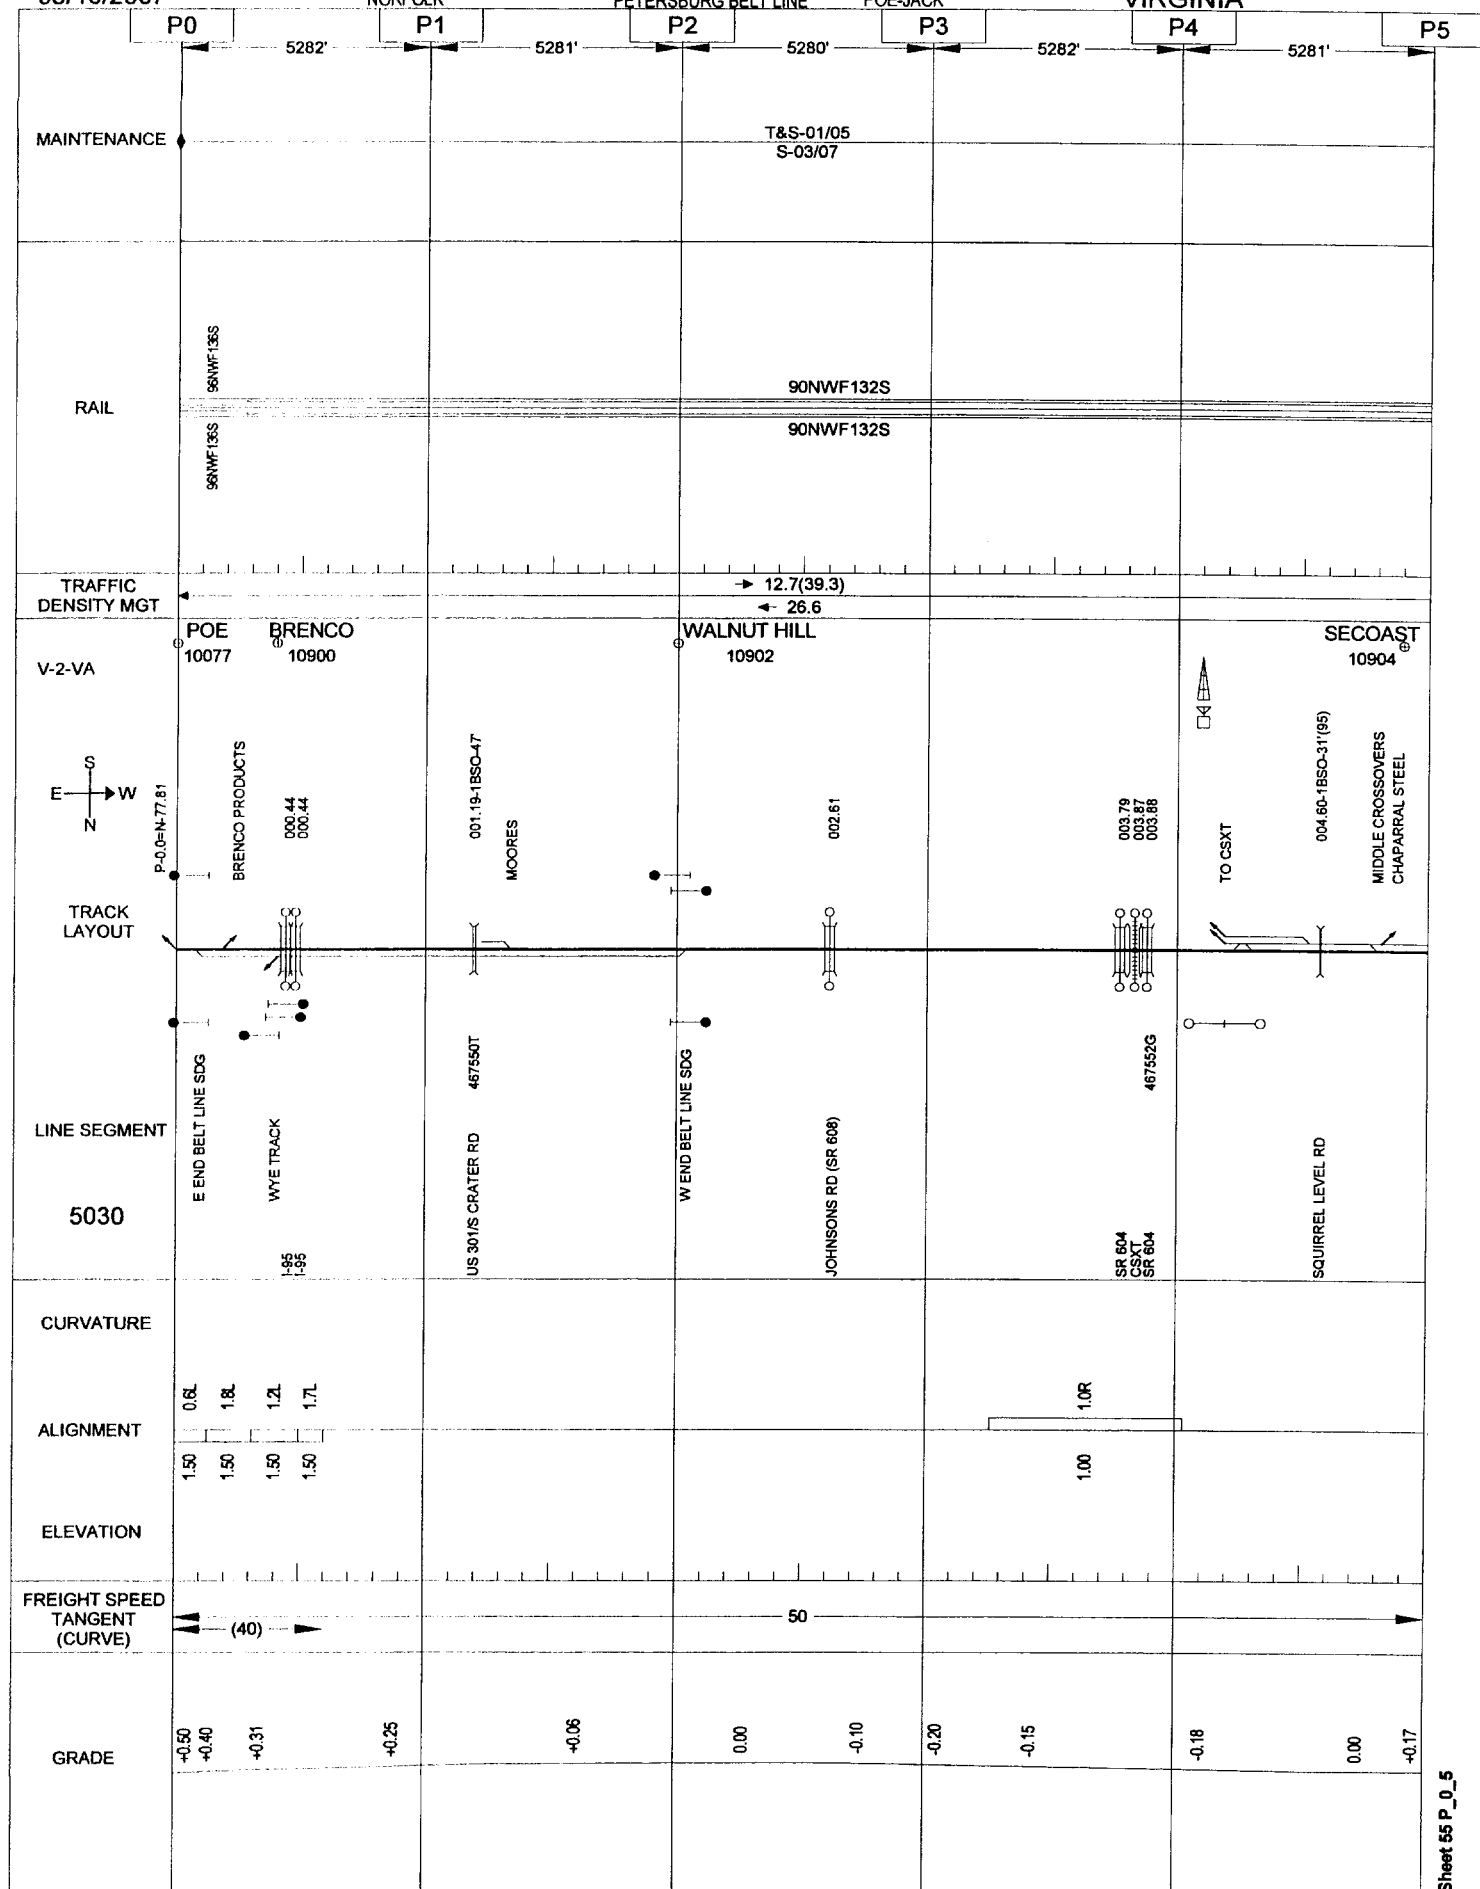 NORFOLK PETERSBURG BELT LINE POE-JACK VIRGINIA
P0 P1 P2 P3 P4 P5
5282' 5281' 5280' 5282' 5281'
MAINTENANCE
T&S-01/05
S-03/07
RAIL
96NWF136S
96NWF136S
90NWF132S
90NWF132S
TRAFFIC
DENSITY MGT
12.7(39.3)
26.6
V-2-VA
POE
10077
BRENCO
10900
WALNUT HILL
10902
SECOAST
10904
S
E W
N
P-0.0=N-77.81
BRENCO PRODUCTS
000.44
000.44
001.19-1BSO-47'
MOORES
002.61
003.79
003.87
003.88
TO CSXT
004.60-1BSO-31'(95)
MIDDLE CROSSOVERS
CHAPARRAL STEEL
TRACK
LAYOUT
LINE SEGMENT
5030
E END BELT LINE SDG
WYE TRACK
I-95
I-95
US 301/S CRATER RD
467550T
W END BELT LINE SDG
JOHNSONS RD (SR 608)
SR 604
CSXT
SR 604
467552G
SQUIRREL LEVEL RD
CURVATURE
ALIGNMENT
0.6L
1.8L
1.2L
1.7L
1.0R
1.50
1.50
1.50
1.50
1.00
ELEVATION
FREIGHT SPEED
TANGENT
(CURVE)
50
(40)
GRADE
+0.50
+0.40
+0.31
+0.25
+0.06
0.00
-0.10
-0.20
-0.15
-0.18
0.00
+0.17
Sheet 55 P_0_5